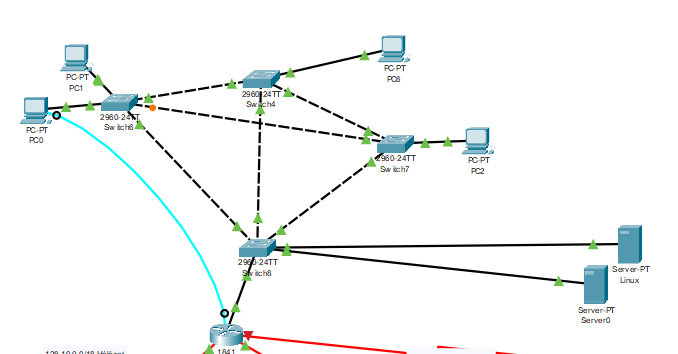 PC-PT
PC1
PC-PT
PC6
2960-24TT
Switch4
2960-24TT
Switch6
PC-PT
PC0
2960-24TT
Switch7
PC-PT
PC2
2960-24TT
Switch8
Server-PT
Linux
Server-PT
Server0
1841